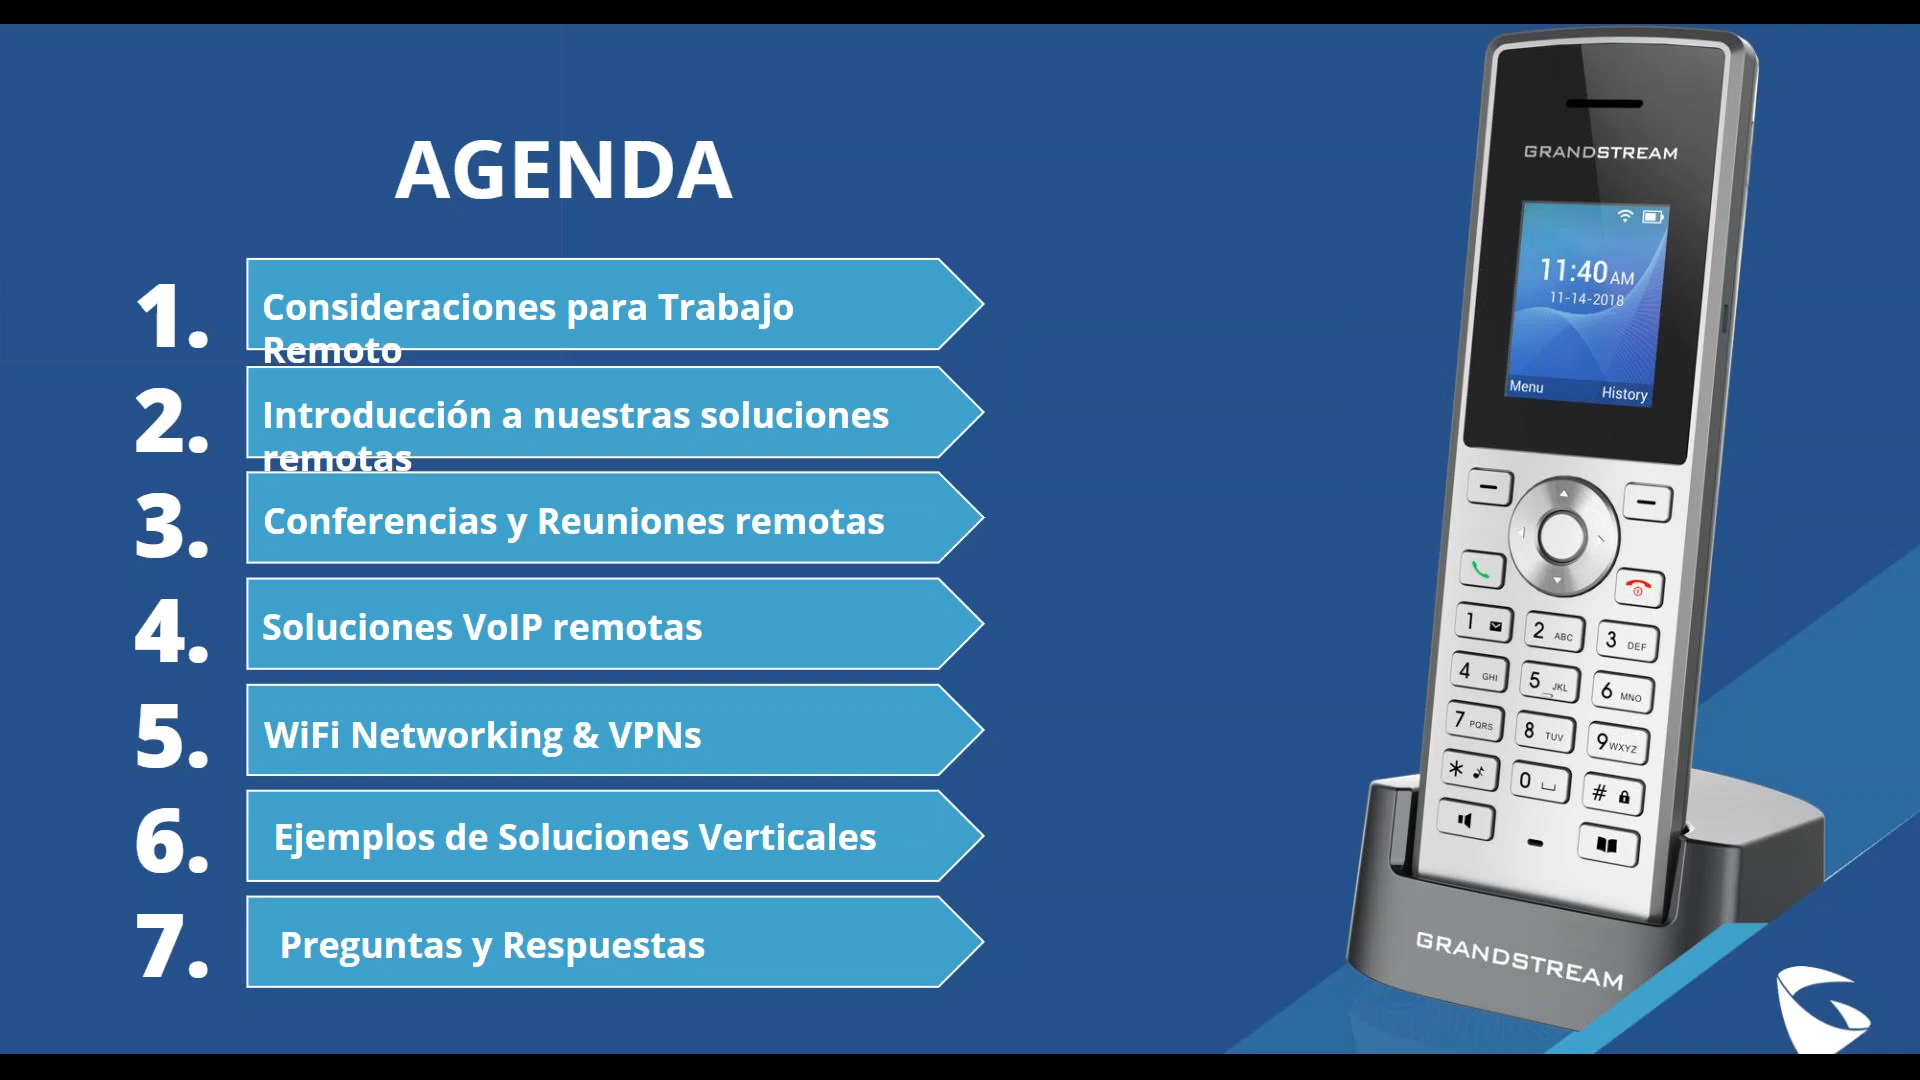 AGENDA
1.
Consideraciones para Trabajo
Remoto
2.
Introducción a nuestras soluciones
remotas
3.
Conferencias y Reuniones remotas
4.
Soluciones VoIP remotas
5.
WiFi Networking & VPNs
6.
Ejemplos de Soluciones Verticales
7.
Preguntas y Respuestas
GRANDSTREAM
11:40 AM
11-14-2018
Menu History
1 2 ABC 3 DEF
4 GHI 5 JKL 6 MNO
7 PQRS 8 TUV 9 WXYZ
* 0 #
GRANDSTREAM